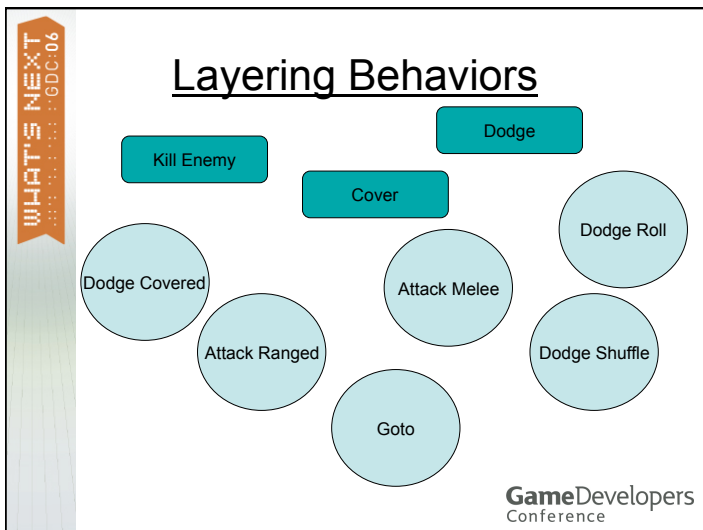 WHAT'S NEXT
::GDC:06
Layering Behaviors
Dodge
Kill Enemy
Cover
Dodge Roll
Dodge Covered
Attack Melee
Attack Ranged
Dodge Shuffle
Goto
GameDevelopers
Conference